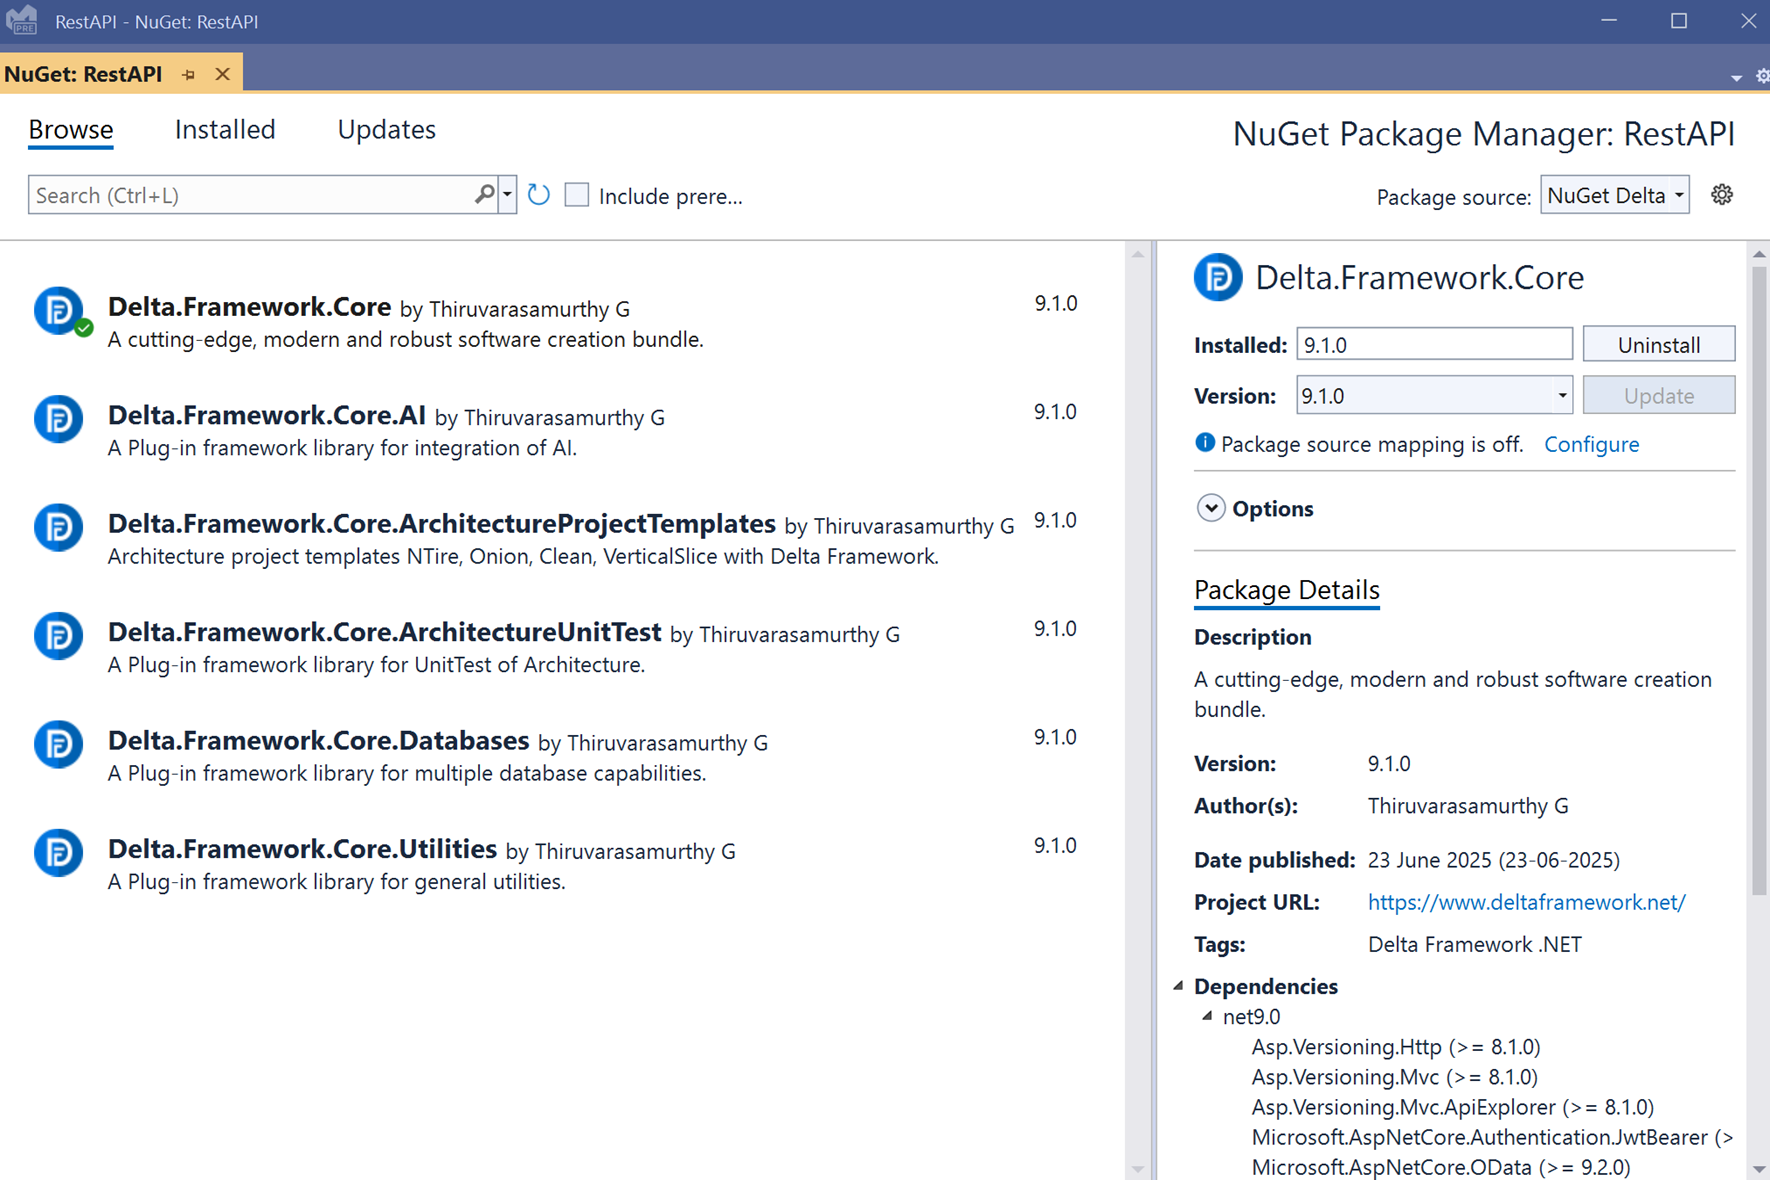 RestAPI - NuGet: RestAPI
NuGet: RestAPI
Browse Installed Updates
NuGet Package Manager: RestAPI
Search (Ctrl+L)
Include prere...
Package source: NuGet Delta
Delta.Framework.Core by Thiruvarasamurthy G 9.1.0
A cutting-edge, modern and robust software creation bundle.
Delta.Framework.Core.AI by Thiruvarasamurthy G 9.1.0
A Plug-in framework library for integration of AI.
Delta.Framework.Core.ArchitectureProjectTemplates by Thiruvarasamurthy G 9.1.0
Architecture project templates NTire, Onion, Clean, VerticalSlice with Delta Framework.
Delta.Framework.Core.ArchitectureUnitTest by Thiruvarasamurthy G 9.1.0
A Plug-in framework library for UnitTest of Architecture.
Delta.Framework.Core.Databases by Thiruvarasamurthy G 9.1.0
A Plug-in framework library for multiple database capabilities.
Delta.Framework.Core.Utilities by Thiruvarasamurthy G 9.1.0
A Plug-in framework library for general utilities.
Delta.Framework.Core
Installed: 9.1.0 Uninstall
Version: 9.1.0 Update
Package source mapping is off. Configure
Options
Package Details
Description
A cutting-edge, modern and robust software creation
bundle.
Version: 9.1.0
Author(s): Thiruvarasamurthy G
Date published: 23 June 2025 (23-06-2025)
Project URL: https://www.deltaframework.net/
Tags: Delta Framework .NET
Dependencies
net9.0
Asp.Versioning.Http (>= 8.1.0)
Asp.Versioning.Mvc (>= 8.1.0)
Asp.Versioning.Mvc.ApiExplorer (>= 8.1.0)
Microsoft.AspNetCore.Authentication.JwtBearer (>
Microsoft.AspNetCore.OData (>= 9.2.0)
PRE